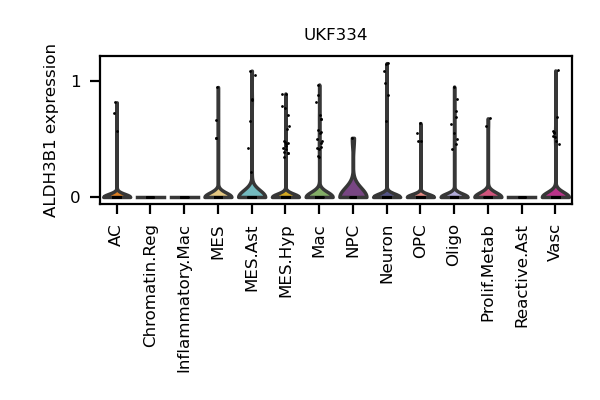 UKF334
ALDH3B1 expression
1
0
AC
Chromatin.Reg
Inflammatory.Mac
MES
MES.Ast
MES.Hyp
Mac
NPC
Neuron
OPC
Oligo
Prolif.Metab
Reactive.Ast
Vasc